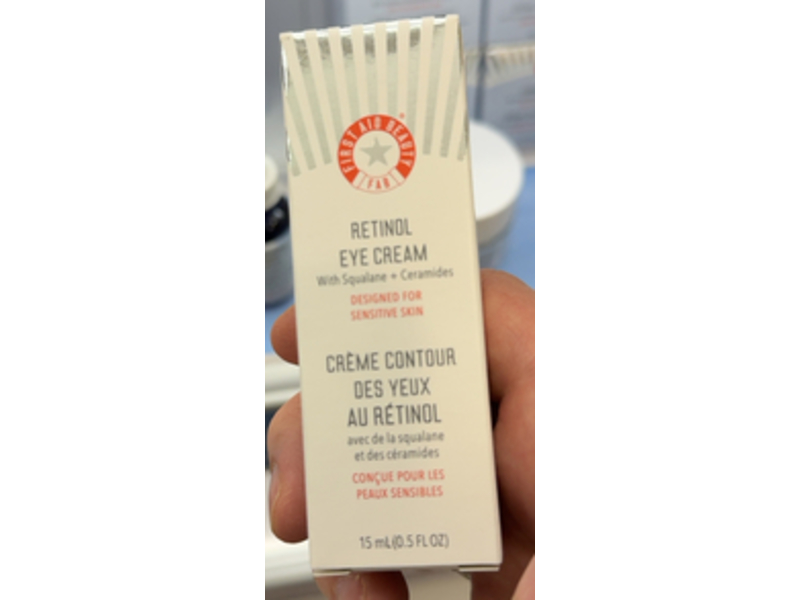 FIRST AID BEAUTY
FAB
RETINOL
EYE CREAM
With Squalane + Ceramides
DESIGNED FOR
SENSITIVE SKIN
CRÈME CONTOUR
DES YEUX
AU RÉTINOL
avec de la squalane
et des céramides
CONÇUE POUR LES
PEAUX SENSIBLES
15 mL(0.5 FL OZ)